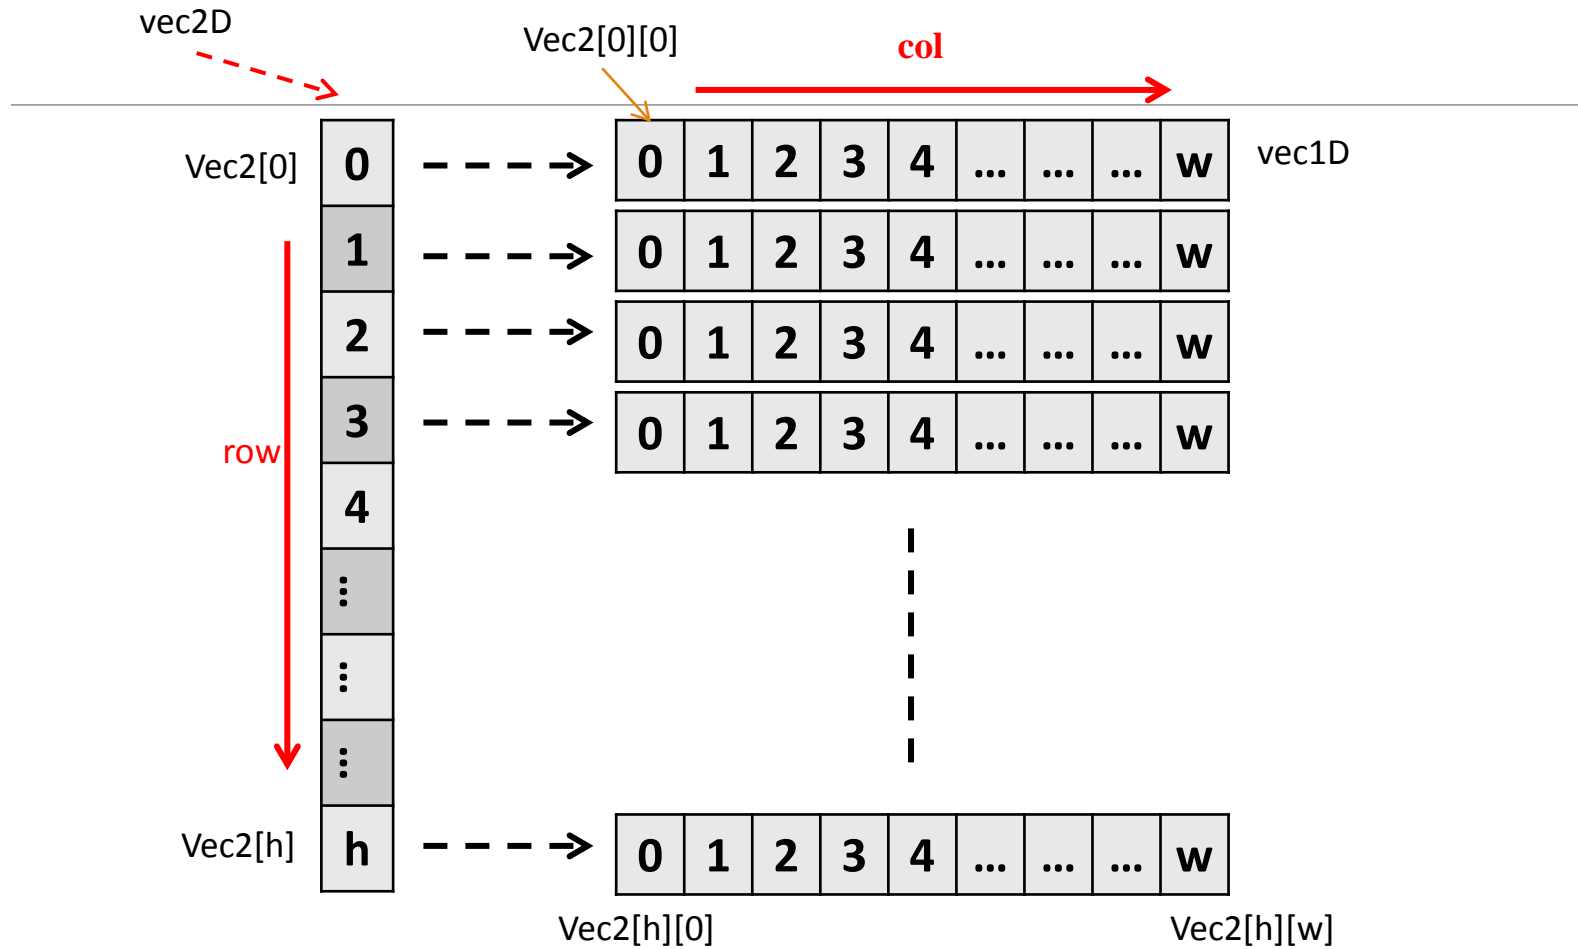 vec2D
Vec2[0][0]
col
Vec2[0]
0
0 1 2 3 4 ... ... ... w
vec1D
1
0 1 2 3 4 ... ... ... w
2
0 1 2 3 4 ... ... ... w
3
0 1 2 3 4 ... ... ... w
row
4
...
...
...
Vec2[h]
h
0 1 2 3 4 ... ... ... w
Vec2[h][0]
Vec2[h][w]